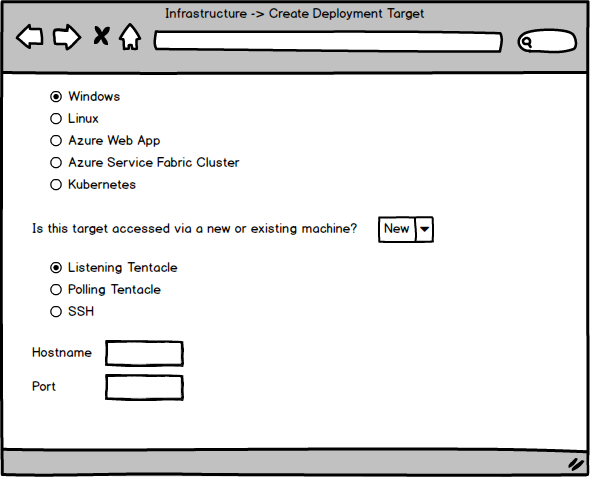 Infrastructure -> Create Deployment Target
Windows
Linux
Azure Web App
Azure Service Fabric Cluster
Kubernetes
Is this target accessed via a new or existing machine? New
Listening Tentacle
Polling Tentacle
SSH
Hostname
Port